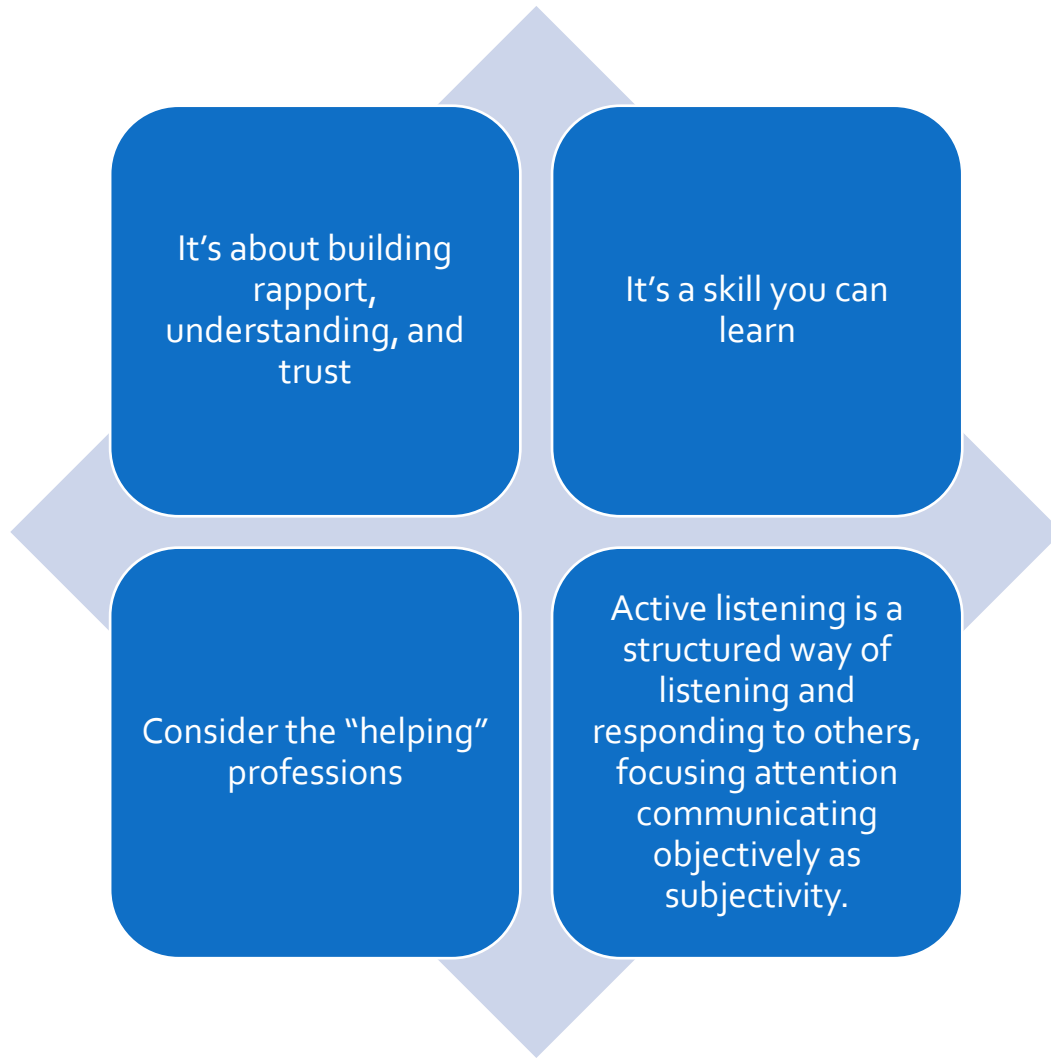 It’s about building
rapport,
understanding, and
trust
It’s a skill you can
learn
Consider the “helping”
professions
Active listening is a
structured way of
listening and
responding to others,
focusing attention
communicating
objectively as
subjectivity.